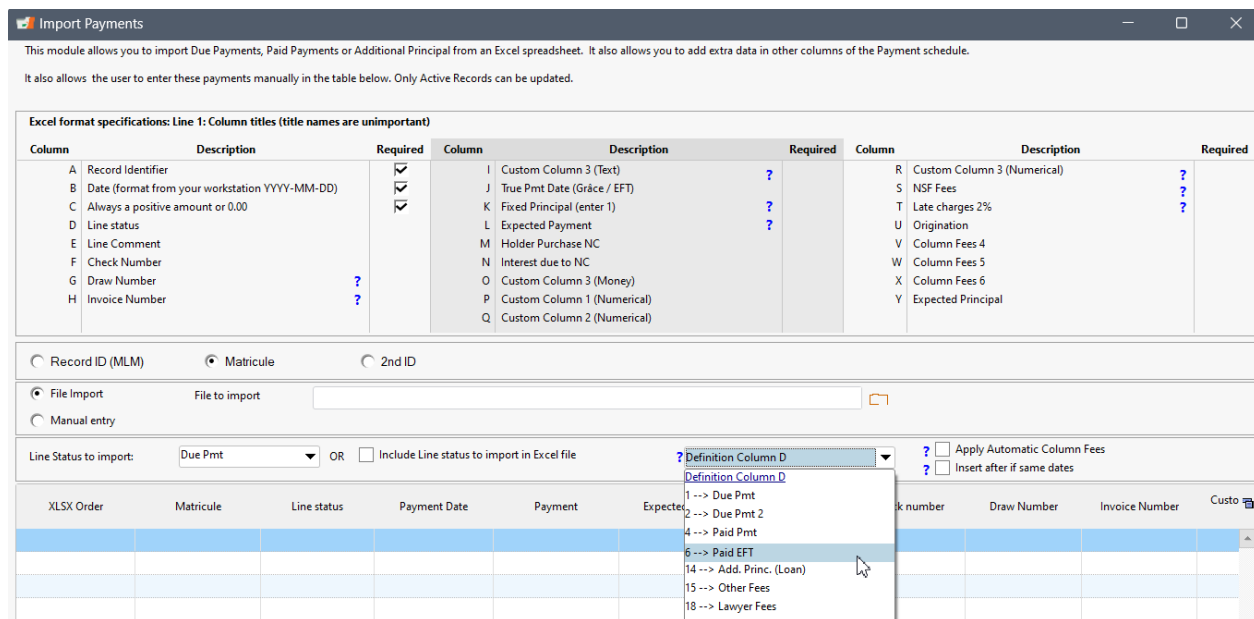 Import Payments
This module allows you to import Due Payments, Paid Payments or Additional Principal from an Excel spreadsheet. It also allows you to add extra data in other columns of the Payment schedule.
It also allows the user to enter these payments manually in the table below. Only Active Records can be updated.
Excel format specifications: Line 1: Column titles (title names are unimportant)
Column Description Required Column Description Required Column Description Required
A Record Identifier I Custom Column 3 (Text) ? R Custom Column 3 (Numerical) ?
B Date (format from your workstation YYYY-MM-DD) J True Pmt Date (Grâce / EFT) S NSF Fees ?
C Always a positive amount or 0.00 K Fixed Principal (enter 1) ? T Late charges 2% ?
D Line status L Expected Payment ? U Origination
E Line Comment M Holder Purchase NC V Column Fees 4
F Check Number N Interest due to NC W Column Fees 5
G Draw Number ? O Custom Column 3 (Money) X Column Fees 6
H Invoice Number ? P Custom Column 1 (Numerical) Y Expected Principal
Q Custom Column 2 (Numerical)
Record ID (MLM) Matricule 2nd ID
File Import File to import
Manual entry
Line Status to import: Due Pmt OR Include Line status to import in Excel file ? Definition Column D ? Apply Automatic Column Fees
? Insert after if same dates
Definition Column D
1 --> Due Pmt
2 --> Due Pmt 2
4 --> Paid Pmt
6 --> Paid EFT
14 --> Add. Princ. (Loan)
15 --> Other Fees
18 --> Lawyer Fees
XLSX Order Matricule Line status Payment Date Payment Expected k number Draw Number Invoice Number Custo